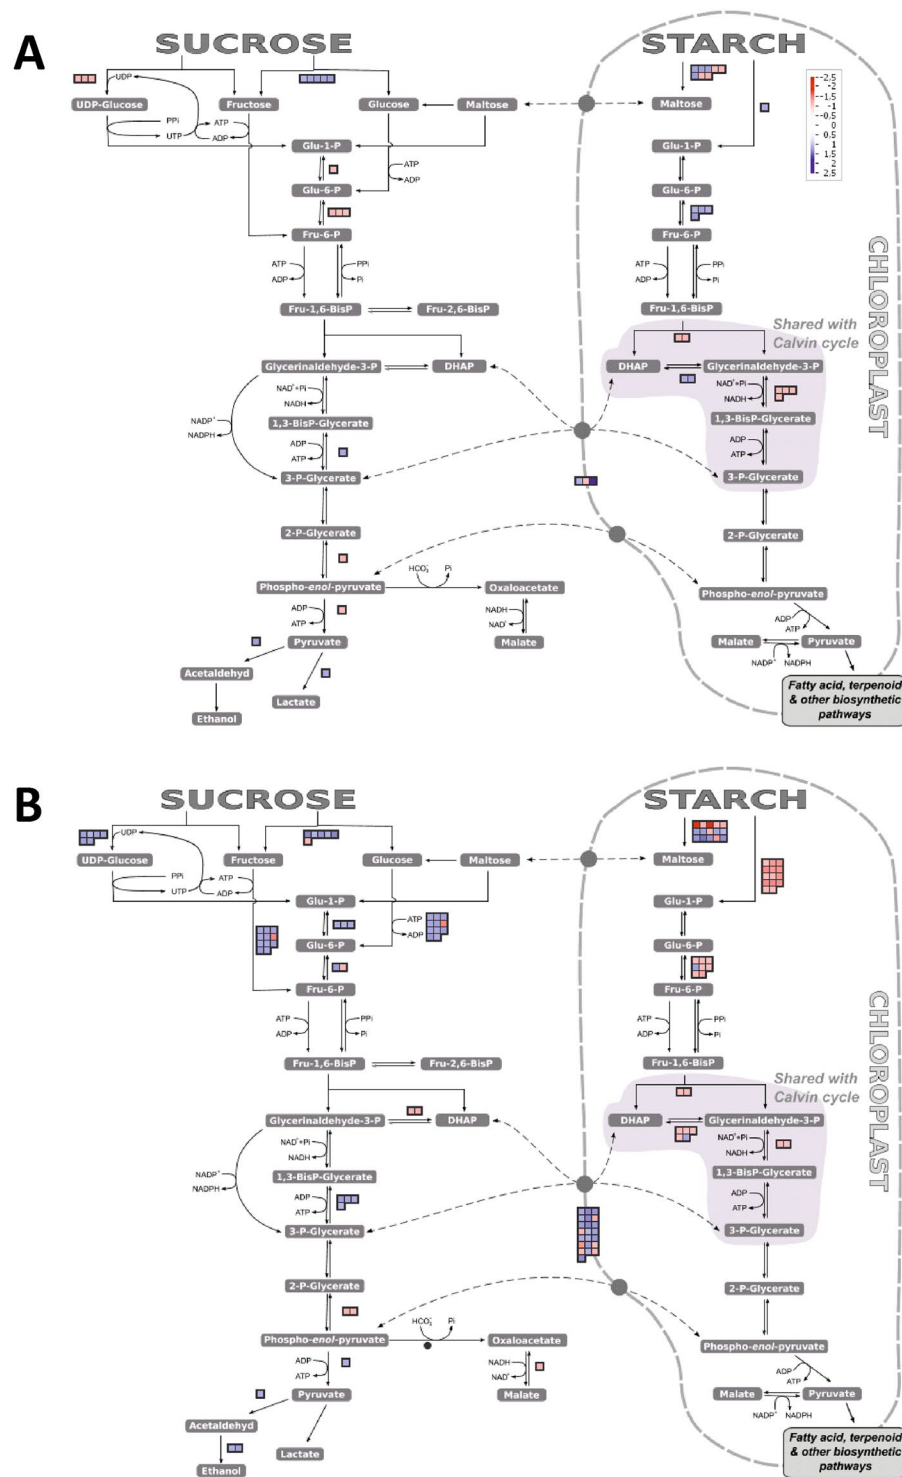 A
SUCROSE
STARCH
UDP
UDP-Glucose
Fructose
Glucose
Maltose
Maltose
-2.5
-2
-1.5
-1
-0.5
0
0.5
1
1.5
2
2.5
PPi
UTP
ATP
ADP
Glu-1-P
Glu-1-P
ATP
ADP
Glu-6-P
Glu-6-P
Fru-6-P
Fru-6-P
ATP
ADP
PPi
Pi
ATP
ADP
PPi
Pi
Fru-1,6-BisP
Fru-2,6-BisP
Fru-1,6-BisP
CHLOROPLAST
Shared with
Calvin cycle
Glycerinaldehyde-3-P
DHAP
DHAP
Glycerinaldehyde-3-P
NAD⁺+Pi
NADH
NAD⁺+Pi
NADH
NADP⁺
NADPH
1,3-BisP-Glycerate
1,3-BisP-Glycerate
ADP
ATP
ADP
ATP
3-P-Glycerate
3-P-Glycerate
2-P-Glycerate
2-P-Glycerate
HCO₃⁻
Pi
Phospho-enol-pyruvate
Oxaloacetate
Phospho-enol-pyruvate
ADP
ATP
NADH
NAD⁺
ADP
ATP
Pyruvate
Malate
Malate
Pyruvate
NADP⁺
NADPH
Acetaldehyd
Lactate
Ethanol
Fatty acid, terpenoid
& other biosynthetic
pathways
B
SUCROSE
STARCH
UDP
UDP-Glucose
Fructose
Glucose
Maltose
Maltose
PPi
UTP
ATP
ADP
Glu-1-P
Glu-1-P
ATP
ADP
Glu-6-P
Glu-6-P
Fru-6-P
Fru-6-P
ATP
ADP
PPi
Pi
ATP
ADP
PPi
Pi
Fru-1,6-BisP
Fru-2,6-BisP
Fru-1,6-BisP
CHLOROPLAST
Shared with
Calvin cycle
Glycerinaldehyde-3-P
DHAP
DHAP
Glycerinaldehyde-3-P
NAD⁺+Pi
NADH
NAD⁺+Pi
NADH
NADP⁺
NADPH
1,3-BisP-Glycerate
1,3-BisP-Glycerate
ADP
ATP
ADP
ATP
3-P-Glycerate
3-P-Glycerate
2-P-Glycerate
2-P-Glycerate
HCO₃⁻
Pi
Phospho-enol-pyruvate
Oxaloacetate
Phospho-enol-pyruvate
ADP
ATP
NADH
NAD⁺
ADP
ATP
Pyruvate
Malate
Malate
Pyruvate
NADP⁺
NADPH
Acetaldehyd
Lactate
Ethanol
Fatty acid, terpenoid
& other biosynthetic
pathways